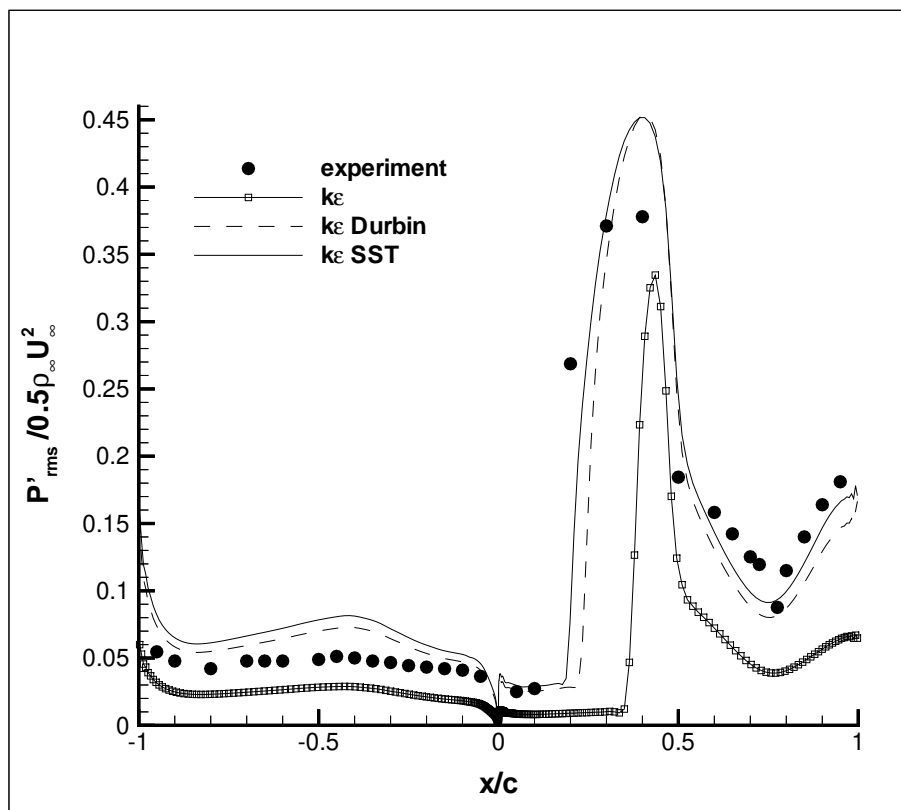 0.45
0.4
0.35
0.3
0.25
0.2
0.15
0.1
0.05
0
-1
-0.5
0
0.5
1
x/c
P'rms /0.5ρ∞U²∞
experiment
kε
kε Durbin
kε SST